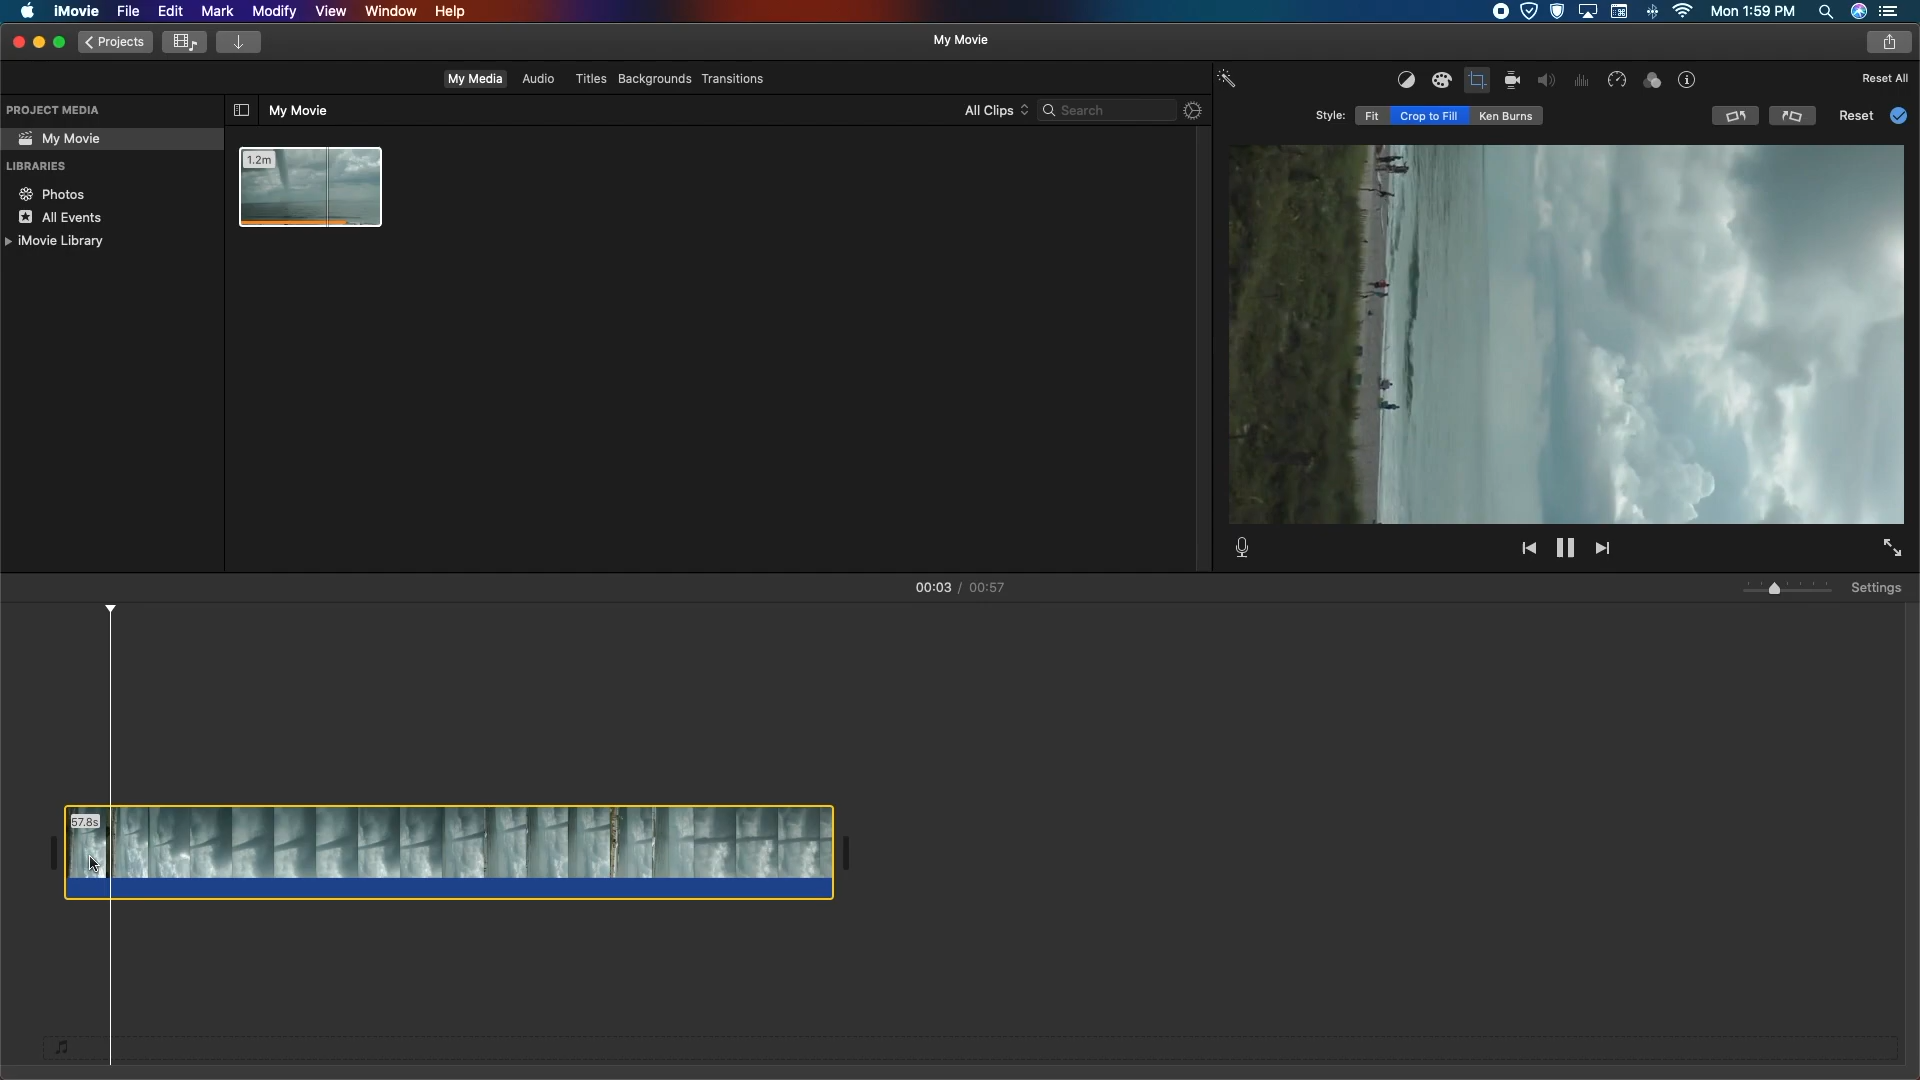 iMovie File Edit Mark Modify View Window Help Mon 1:59 PM
Projects My Movie
My Media Audio Titles Backgrounds Transitions Reset All
PROJECT MEDIA My Movie All Clips Search
Style: Fit Crop to Fill Ken Burns Reset
My Movie
LIBRARIES
Photos
All Events
iMovie Library
1.2m
00:03 / 00:57 Settings
57.8s